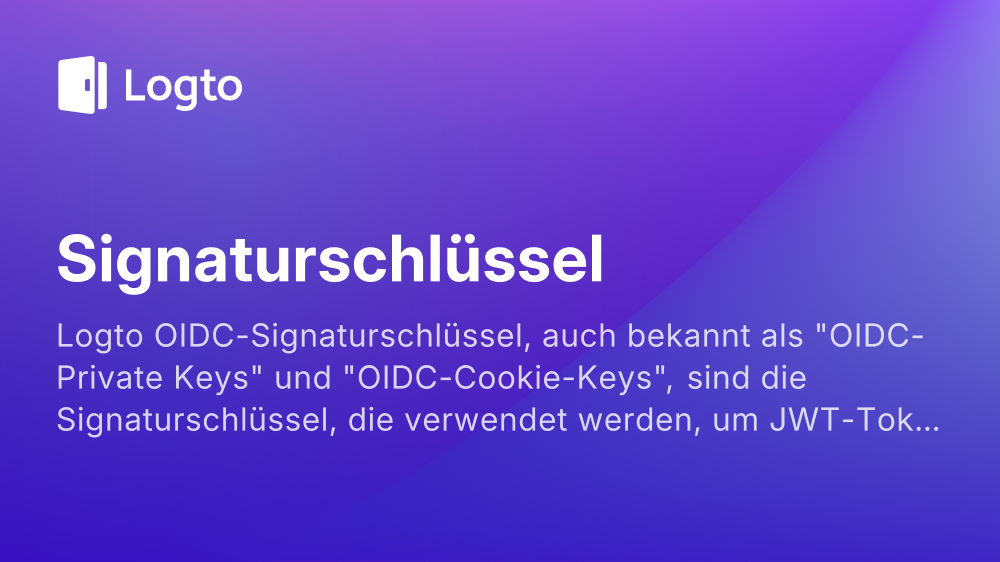 Logto
Signaturschlüssel
Logto OIDC-Signaturschlüssel, auch bekannt als "OIDC-
Private Keys" und "OIDC-Cookie-Keys", sind die
Signaturschlüssel, die verwendet werden, um JWT-Tok...